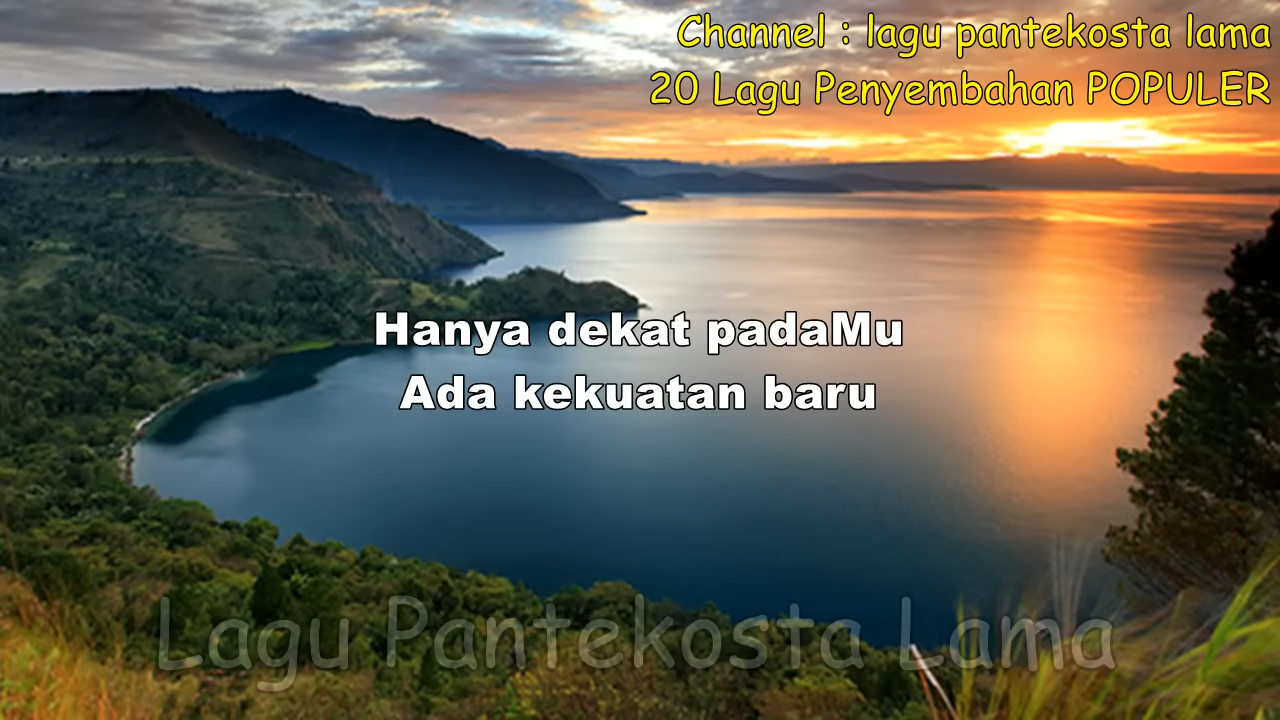 Channel : lagu pantekosta lama
20 Lagu Penyembahan POPULER
Hanya dekat padaMu
Ada kekuatan baru
Lagu Pantekosta Lama